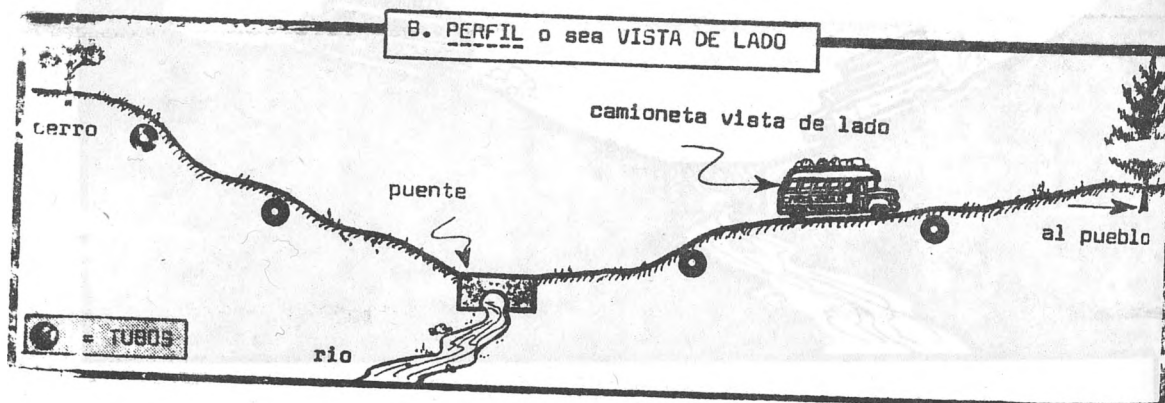 B. PERFIL o sea VISTA DE LADO
cerro
camioneta vista de lado
puente
al pueblo
= TUBOS
rio